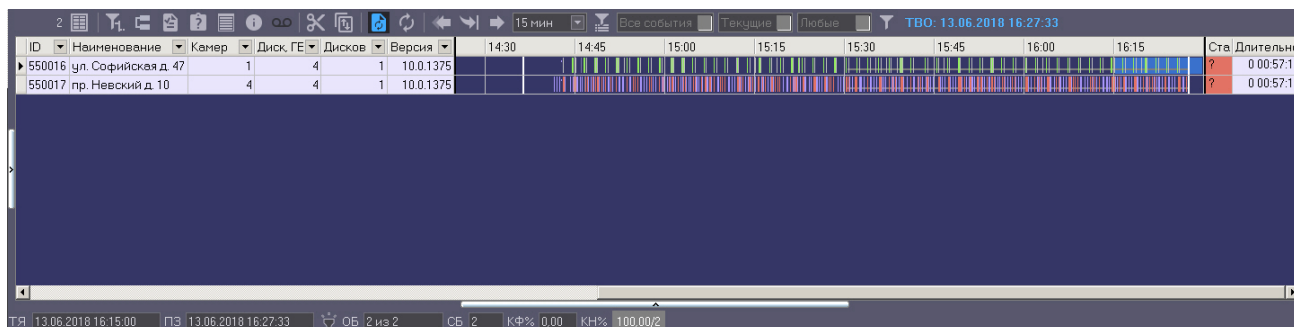 2 15 мин Все события Текущие Любые ТВО: 13.06.2018 16:27:33
ID Наименование Камер Диск, ГБ Дисков Версия 14:30 14:45 15:00 15:15 15:30 15:45 16:00 16:15 Ста Длительно
550016 ул. Софийская д. 47 1 4 1 10.0.1375 ? 0 00:57:1
550017 пр. Невский д. 10 4 4 1 10.0.1375 ? 0 00:57:1
ТЯ 13.06.2018 16:15:00 ПЗ 13.06.2018 16:27:33 ОБ 2 из 2 СБ 2 КФ% 0,00 КН% 100,00/2